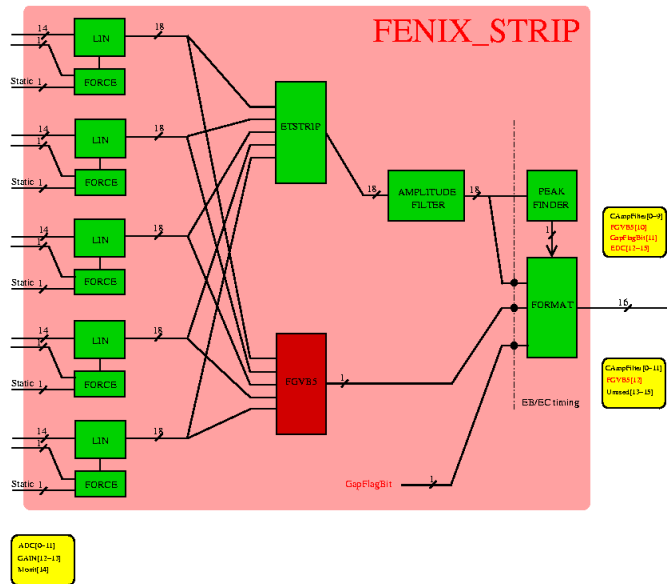 FENIX_STRIP
14
LIN
18
1
FORCE
Static 1
14
LIN
18
1
FORCE
Static 1
14
LIN
18
1
FORCE
Static 1
14
LIN
18
1
FORCE
Static 1
14
LIN
18
1
FORCE
Static 1
ETSTRIP
18
AMPLITUDE
FILTER
18
PEAK
FINDER
1
FORMAT
16
FGVB5
1
EB/EC timing
GapFlagBit
1
CAmpFilter[0-9]
FGVB5[10]
GapFlagBit[11]
EDC[12-15]
CAmpFilter[0-11]
FGVB5[12]
Unused[13-15]
ADC[0-11]
GAIN[12-13]
Monit[14]